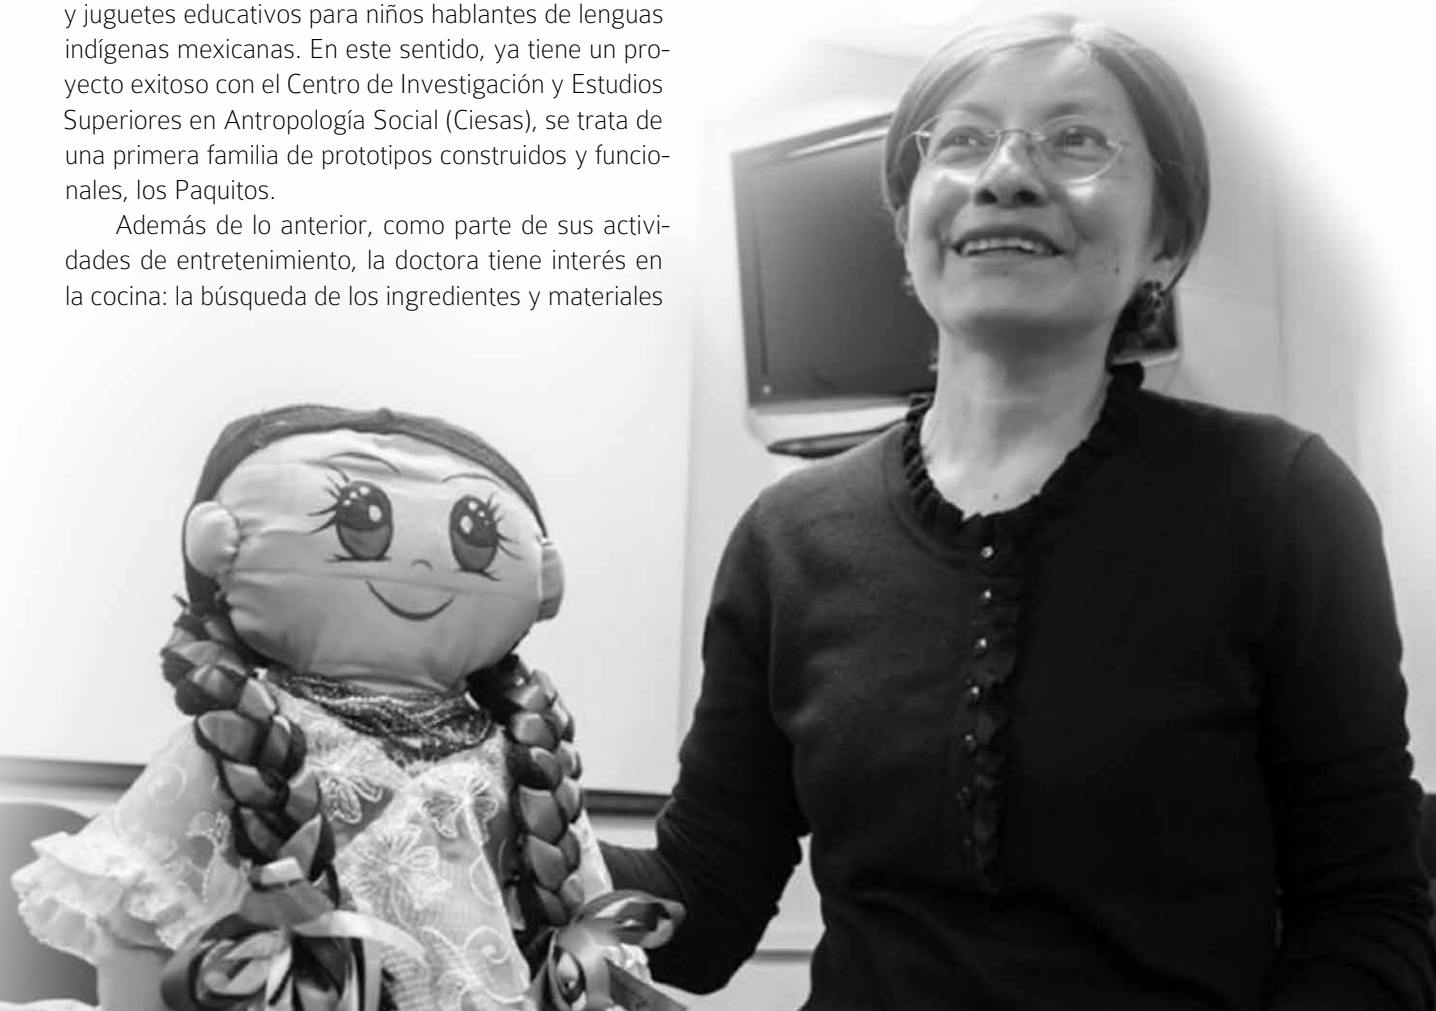 y juguetes educativos para niños hablantes de lenguas
indígenas mexicanas. En este sentido, ya tiene un pro-
yecto exitoso con el Centro de Investigación y Estudios
Superiores en Antropología Social (Ciesas), se trata de
una primera familia de prototipos construidos y funcio-
nales, los Paquitos.
Además de lo anterior, como parte de sus activi-
dades de entretenimiento, la doctora tiene interés en
la cocina: la búsqueda de los ingredientes y materiales